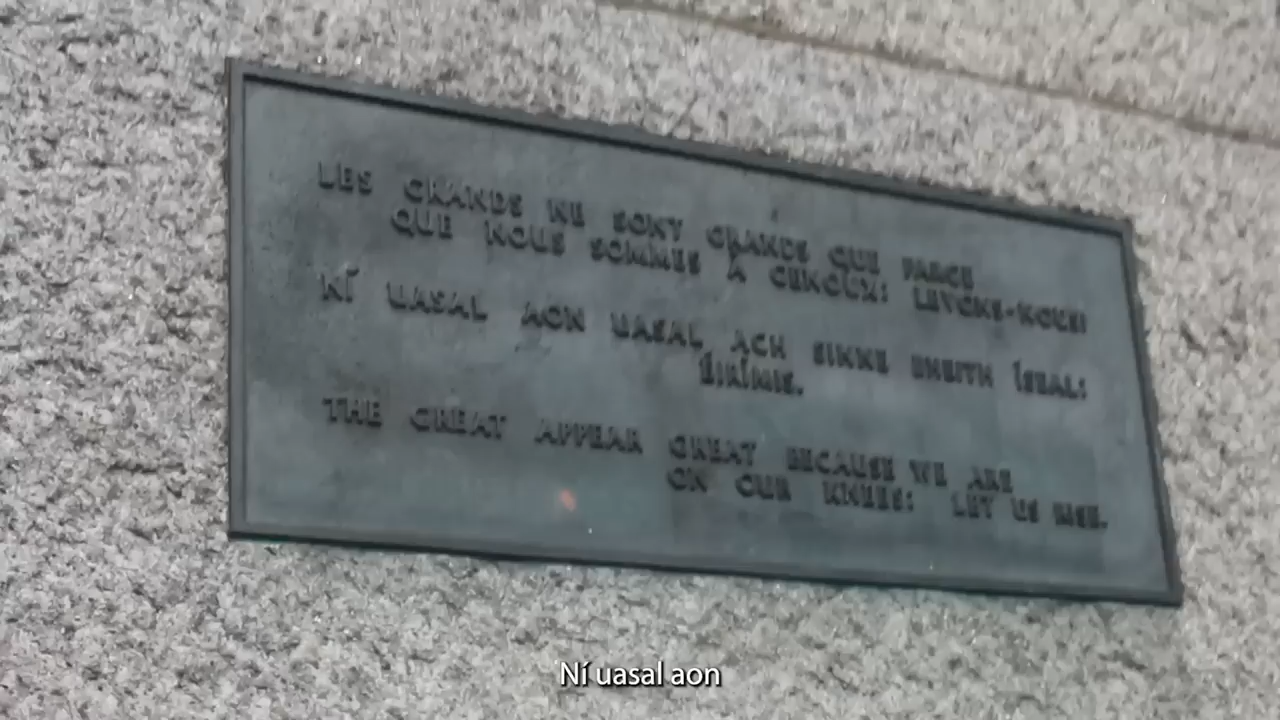 LES GRANDS NE SONT GRANDS QUE PARCE
QUE NOUS SOMMES À GENOUX: LEVONS-NOUS!
NÍ UASAL AON UASAL ACH SINNE BHEITH ÍSEAL:
ÉIRÍMIS.
THE GREAT APPEAR GREAT BECAUSE WE ARE
ON OUR KNEES: LET US RISE.
Ní uasal aon